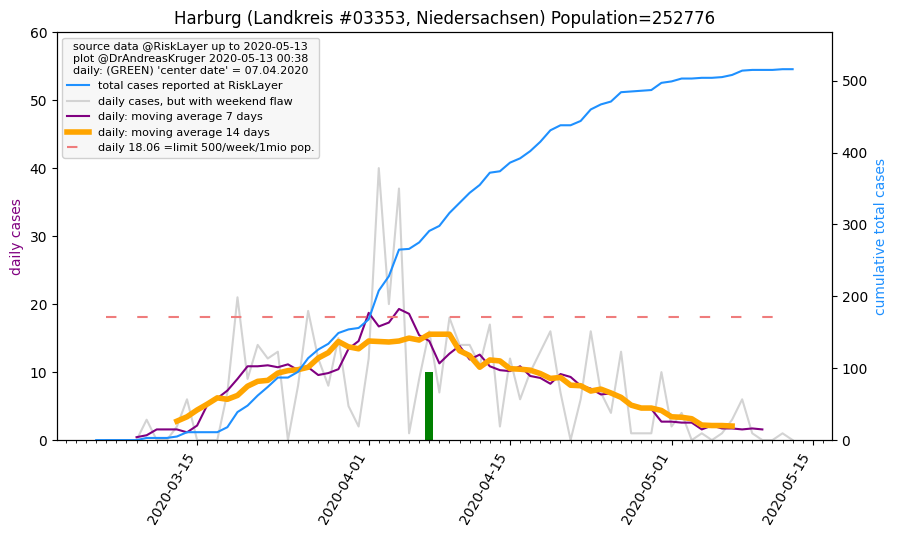 Harburg (Landkreis #03353, Niedersachsen) Population=252776
source data @RiskLayer up to 2020-05-13
plot @DrAndreasKruger 2020-05-13 00:38
daily: (GREEN) 'center date' = 07.04.2020
total cases reported at RiskLayer
daily cases, but with weekend flaw
daily: moving average 7 days
daily: moving average 14 days
daily 18.06 =limit 500/week/1mio pop.
daily cases
60
50
40
30
20
10
0
cumulative total cases
500
400
300
200
100
0
2020-03-15
2020-04-01
2020-04-15
2020-05-01
2020-05-15